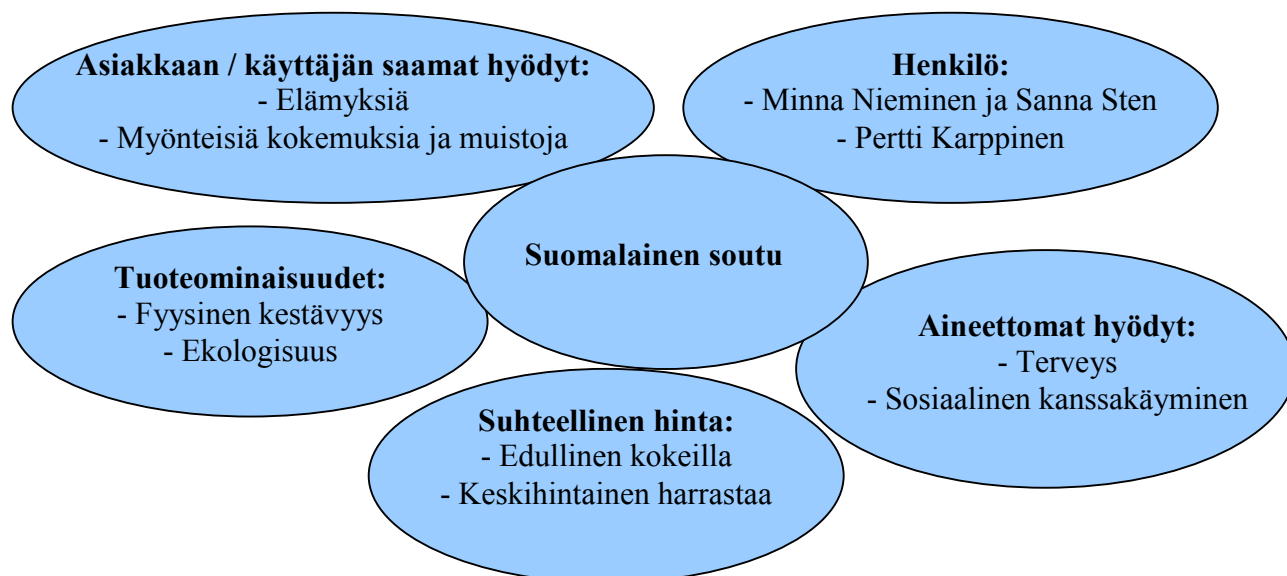 Asiakkaan / käyttäjän saamat hyödyt:
- Elämyksiä
- Myönteisiä kokemuksia ja muistoja
Henkilö:
- Minna Nieminen ja Sanna Sten
- Pertti Karppinen
Suomalainen soutu
Tuoteominaisuudet:
- Fyysinen kestävyys
- Ekologisuus
Aineettomat hyödyt:
- Terveys
- Sosiaalinen kanssakäyminen
Suhteellinen hinta:
- Edullinen kokeilla
- Keskihintainen harrastaa